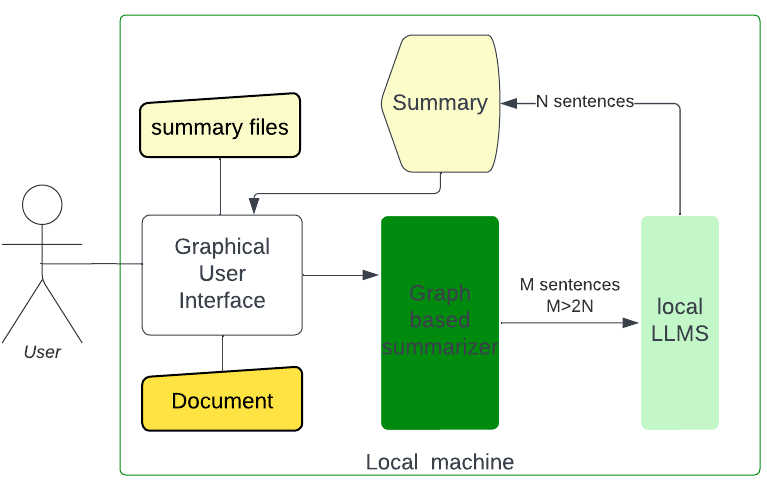 Summary
N sentences
summary files
Graphical
User
Interface
Graph
based
summarizer
M sentences
M>2N
local
LLMS
User
Document
Local machine